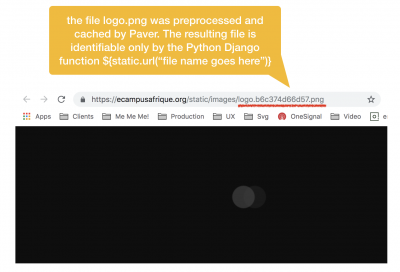 the file logo.png was preprocessed and
cached by Paver. The resulting file is
identifiable only by the Python Django
function ${static.url(“file name goes here”)}
https://ecampusafrique.org/static/images/logo.b6c374d66d57.png
Apps Clients Me Me Me! Production UX Svg OneSignal Video e